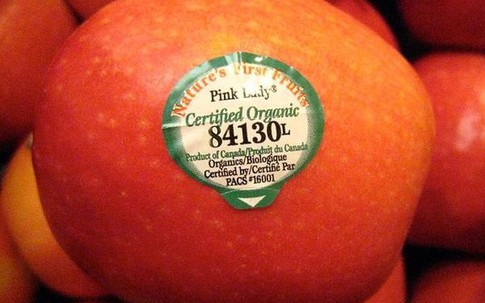 Nature's First Fruits
Pink Lady®
Certified Organic
84130L
Product of Canada/Produit du Canada
Organics/Biologique
Certified by/Certifié Par
PACS #16001